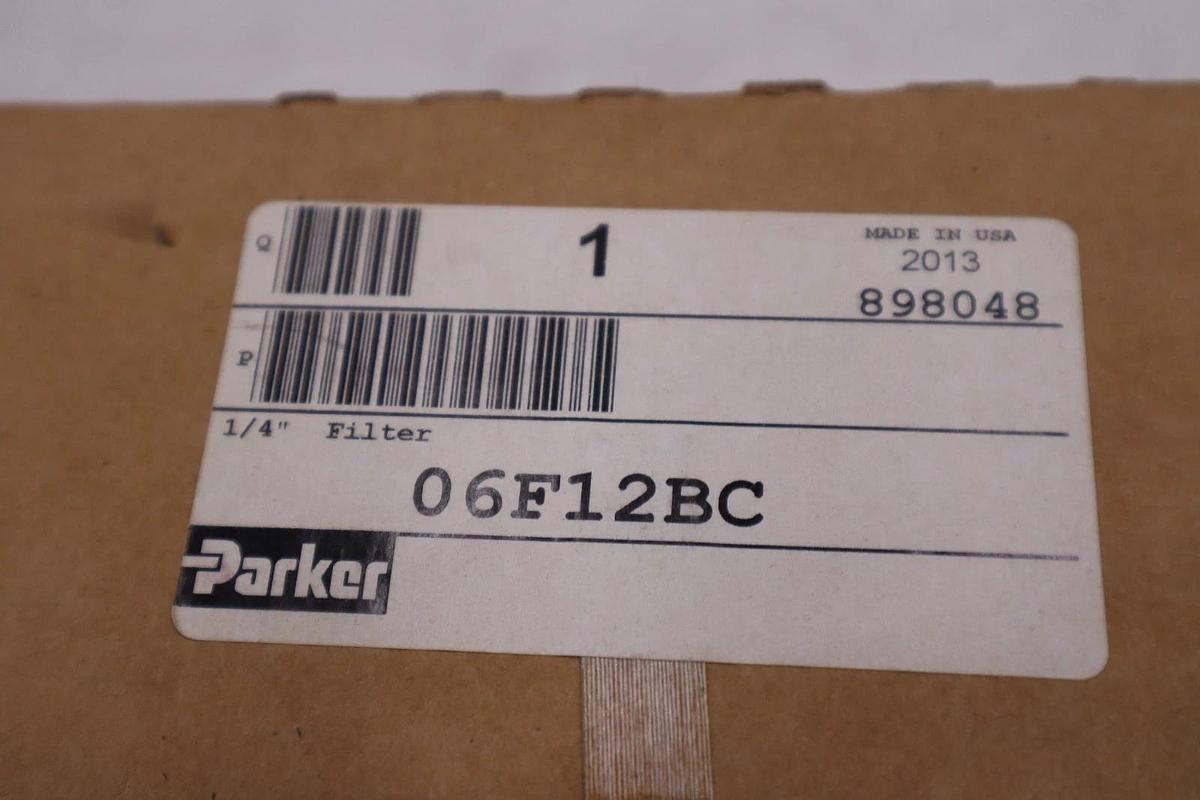 Q
1
MADE IN USA
2013
898048
P
1/4" Filter
06F12BC
Parker